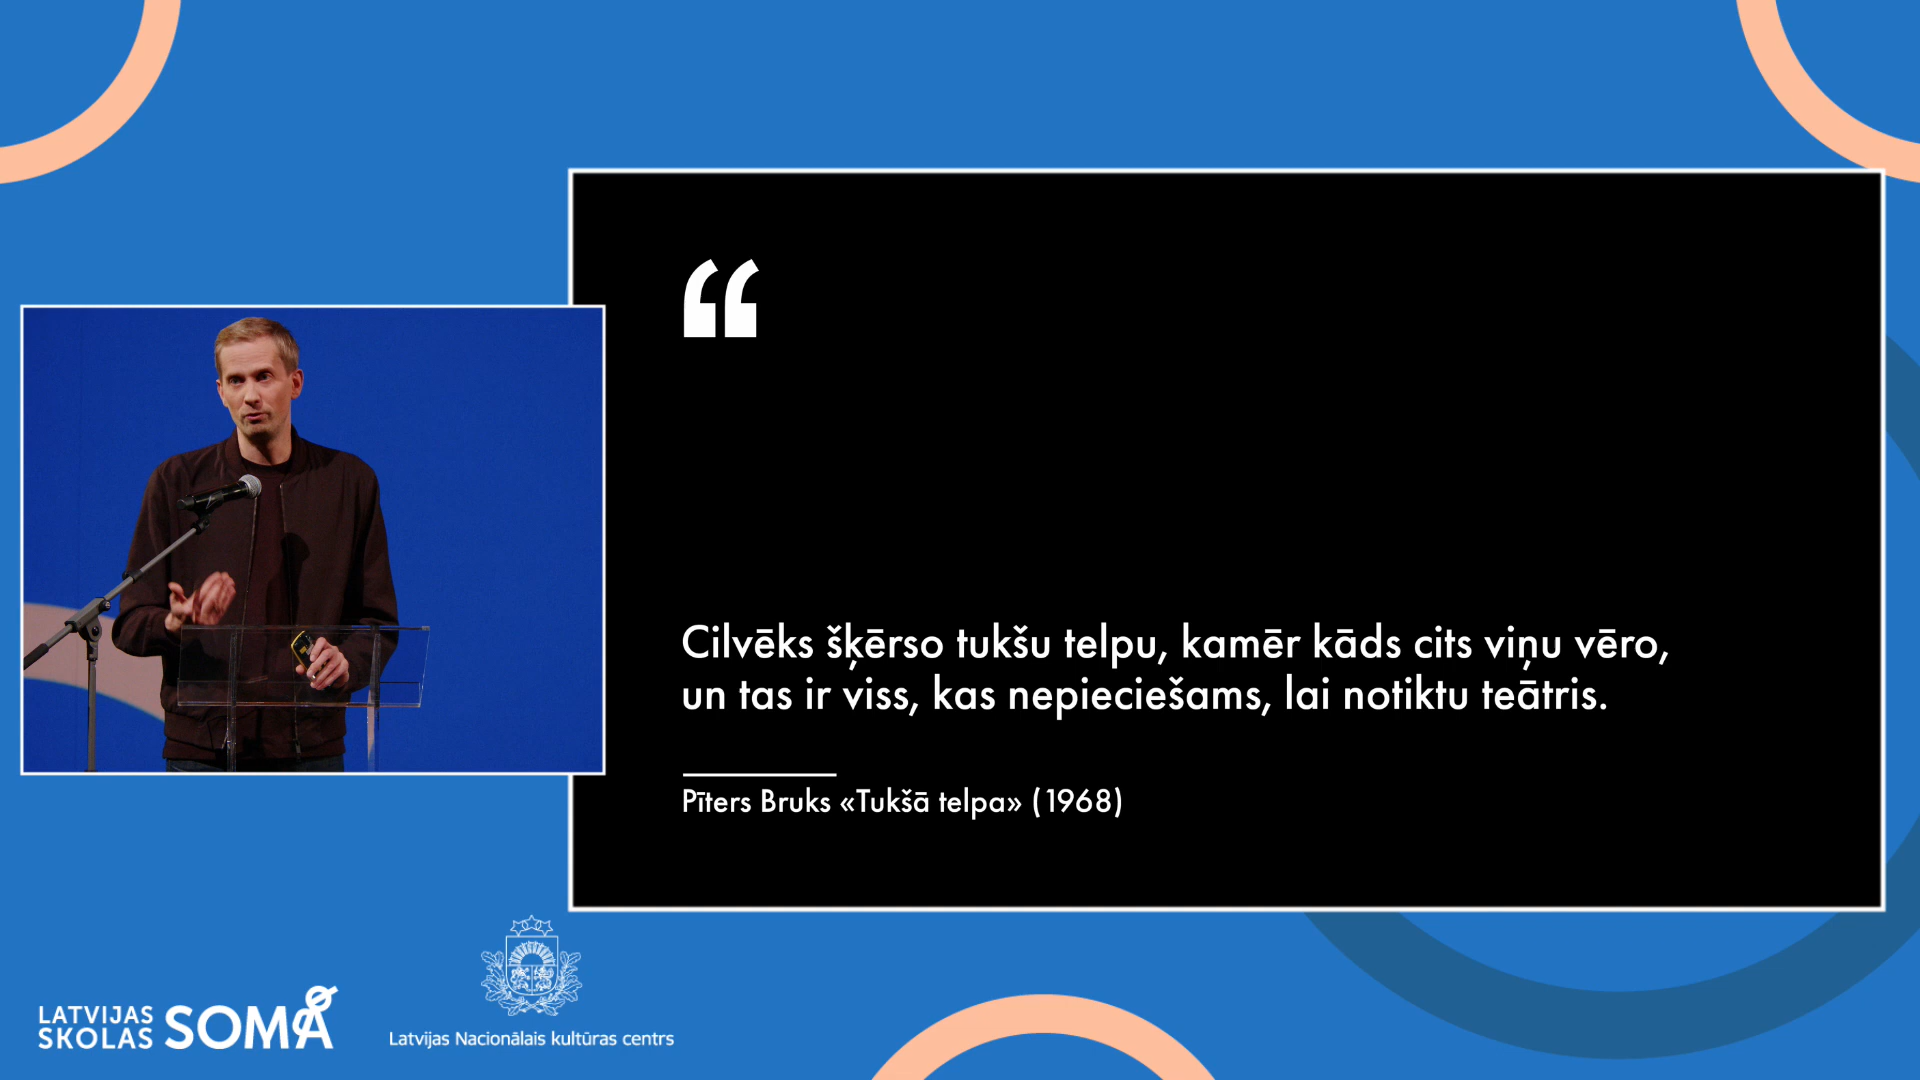 “
Cilvēks šķērso tukšu telpu, kamēr kāds cits viņu vēro,
un tas ir viss, kas nepieciešams, lai notiktu teātris.
Pīters Bruks «Tukšā telpa» (1968)
LATVIJAS
SKOLAS SOMA
Latvijas Nacionālais kultūras centrs